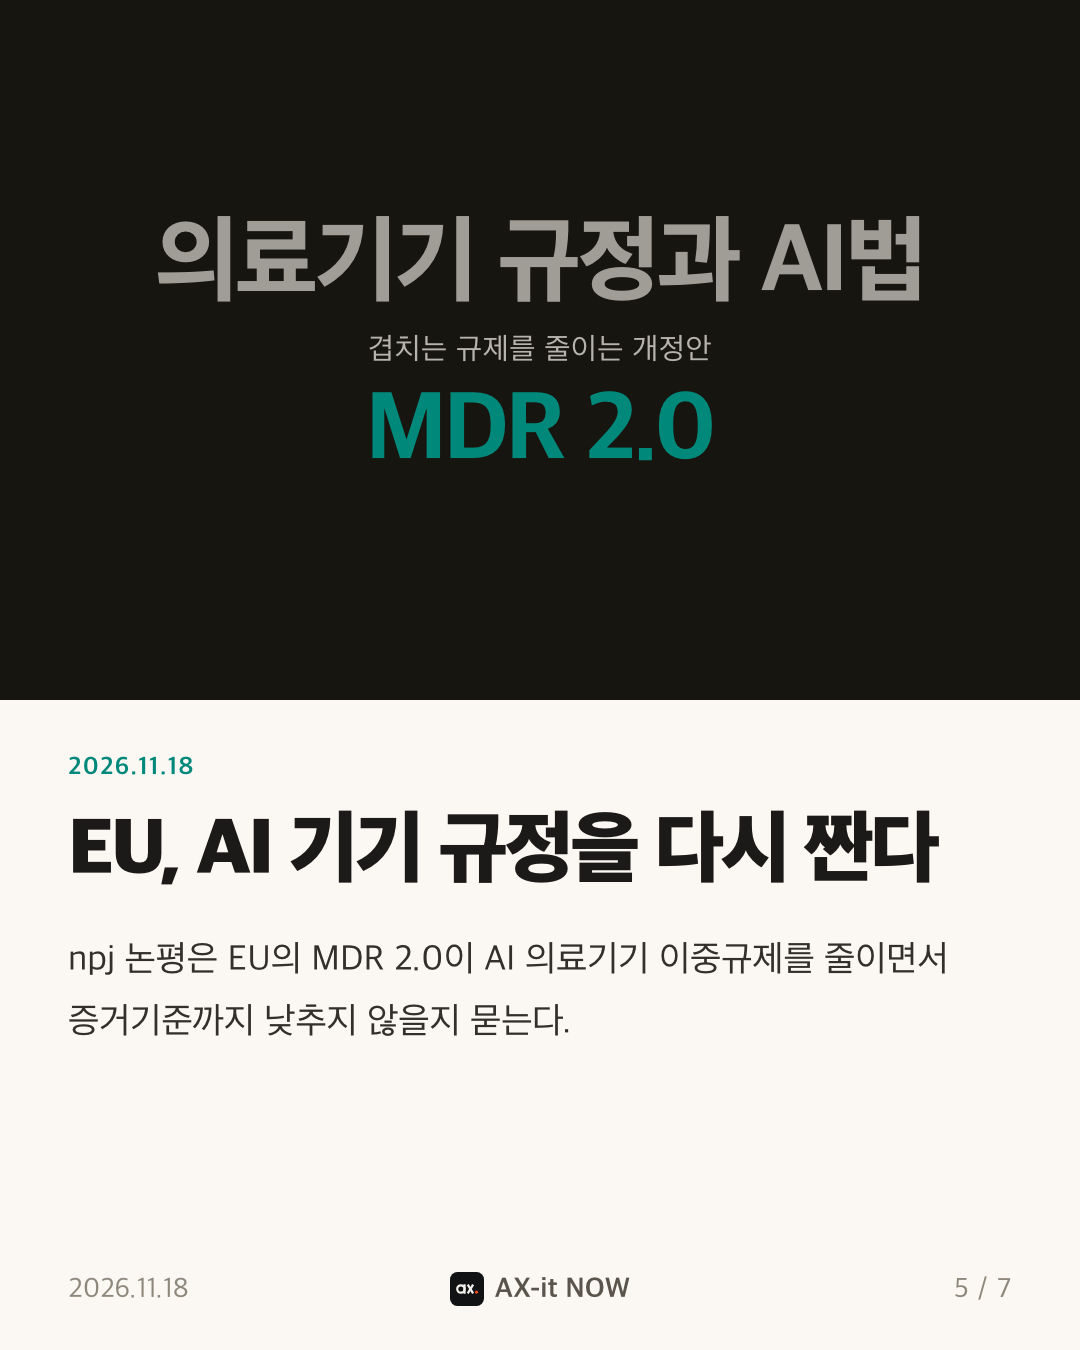 의료기기 규정과 AI법
겹치는 규제를 줄이는 개정안
MDR 2.0
2026.11.18
EU, AI 기기 규정을 다시 짠다
npj 논평은 EU의 MDR 2.0이 AI 의료기기 이중규제를 줄이면서
증거기준까지 낮추지 않을지 묻는다.
2026.11.18
ax. AX-it NOW
5 / 7